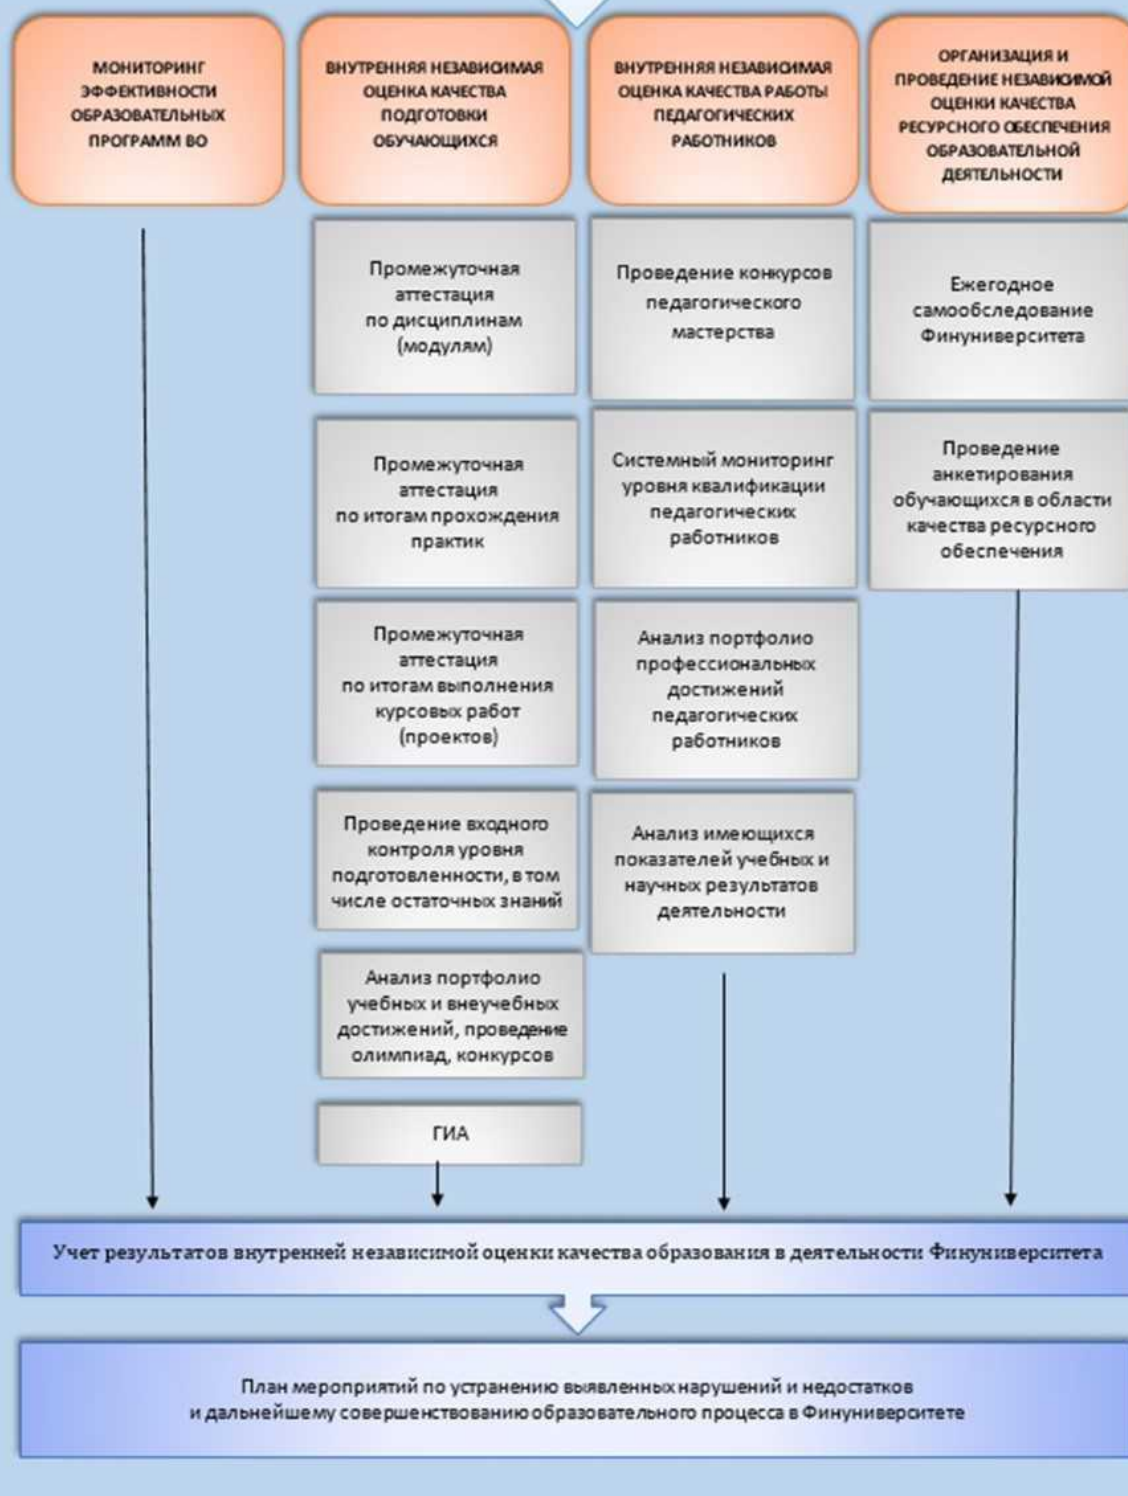 МОНИТОРИНГ
ЭФФЕКТИВНОСТИ
ОБРАЗОВАТЕЛЬНЫХ
ПРОГРАММ ВО
ВНУТРЕННЯЯ НЕЗАВИСИМАЯ
ОЦЕНКА КАЧЕСТВА
ПОДГОТОВКИ
ОБУЧАЮЩИХСЯ
ВНУТРЕННЯЯ НЕЗАВИСИМАЯ
ОЦЕНКА КАЧЕСТВА РАБОТЫ
ПЕДАГОГИЧЕСКИХ
РАБОТНИКОВ
ОРГАНИЗАЦИЯ И
ПРОВЕДЕНИЕ НЕЗАВИСИМОЙ
ОЦЕНКИ КАЧЕСТВА
РЕСУРСНОГО ОБЕСПЕЧЕНИЯ
ОБРАЗОВАТЕЛЬНОЙ
ДЕЯТЕЛЬНОСТИ
Промежуточная
аттестация
по дисциплинам
(модулям)
Промежуточная
аттестация
по итогам прохождения
практик
Промежуточная
аттестация
по итогам выполнения
курсовых работ
(проектов)
Проведение входного
контроля уровня
подготовленности, в том
числе остаточных знаний
Анализ портфолио
учебных и внеучебных
достижений, проведение
олимпиад, конкурсов
ГИА
Проведение конкурсов
педагогического
мастерства
Системный мониторинг
уровня квалификации
педагогических
работников
Анализ портфолио
профессиональных
достижений
педагогических
работников
Анализ имеющихся
показателей учебных и
научных результатов
деятельности
Ежегодное
самообследование
Финуниверситета
Проведение
анкетирования
обучающихся в области
качества ресурсного
обеспечения
Учет результатов внутренней независимой оценки качества образования в деятельности Финуниверситета
План мероприятий по устранению выявленных нарушений и недостатков
и дальнейшему совершенствованию образовательного процесса в Финуниверситете